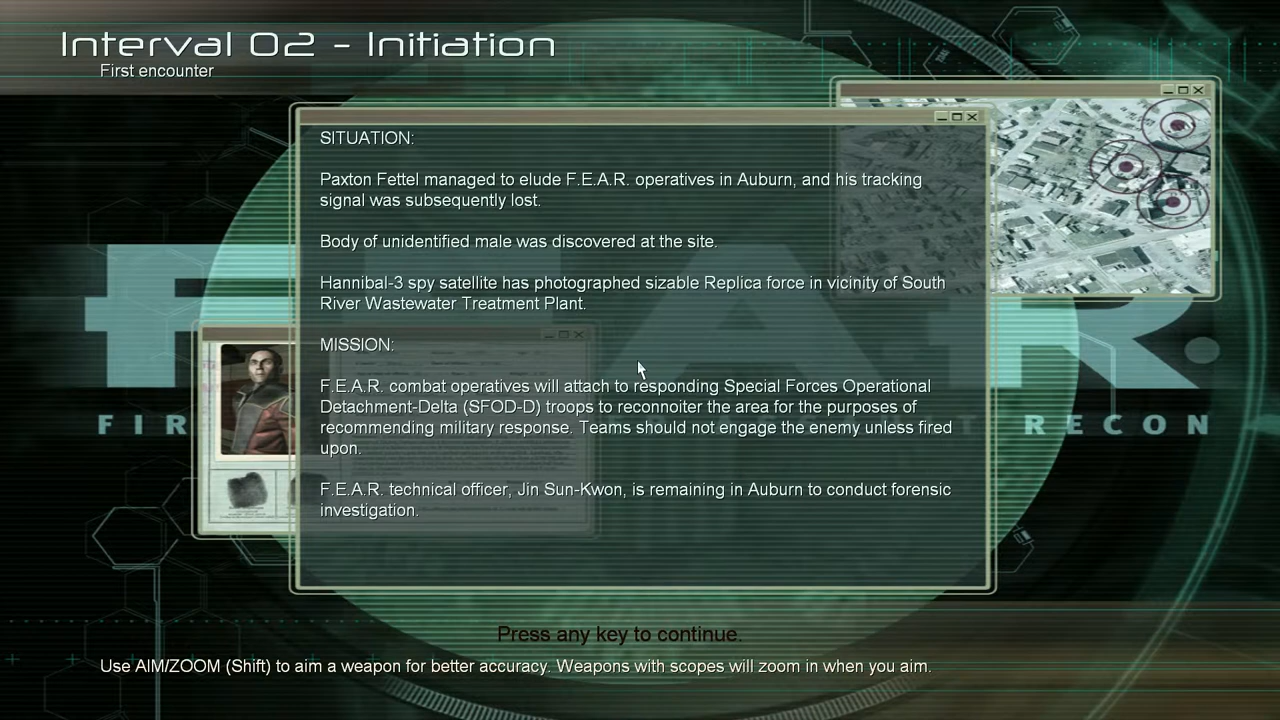 Interval 02 - Initiation
First encounter
SITUATION:
Paxton Fettel managed to elude F.E.A.R. operatives in Auburn, and his tracking
signal was subsequently lost.
Body of unidentified male was discovered at the site.
Hannibal-3 spy satellite has photographed sizable Replica force in vicinity of South
River Wastewater Treatment Plant.
MISSION:
F.E.A.R. combat operatives will attach to responding Special Forces Operational
Detachment-Delta (SFOD-D) troops to reconnoiter the area for the purposes of
recommending military response. Teams should not engage the enemy unless fired
upon.
F.E.A.R. technical officer, Jin Sun-Kwon, is remaining in Auburn to conduct forensic
investigation.
RECON
Press any key to continue.
Use AIM/ZOOM (Shift) to aim a weapon for better accuracy. Weapons with scopes will zoom in when you aim.